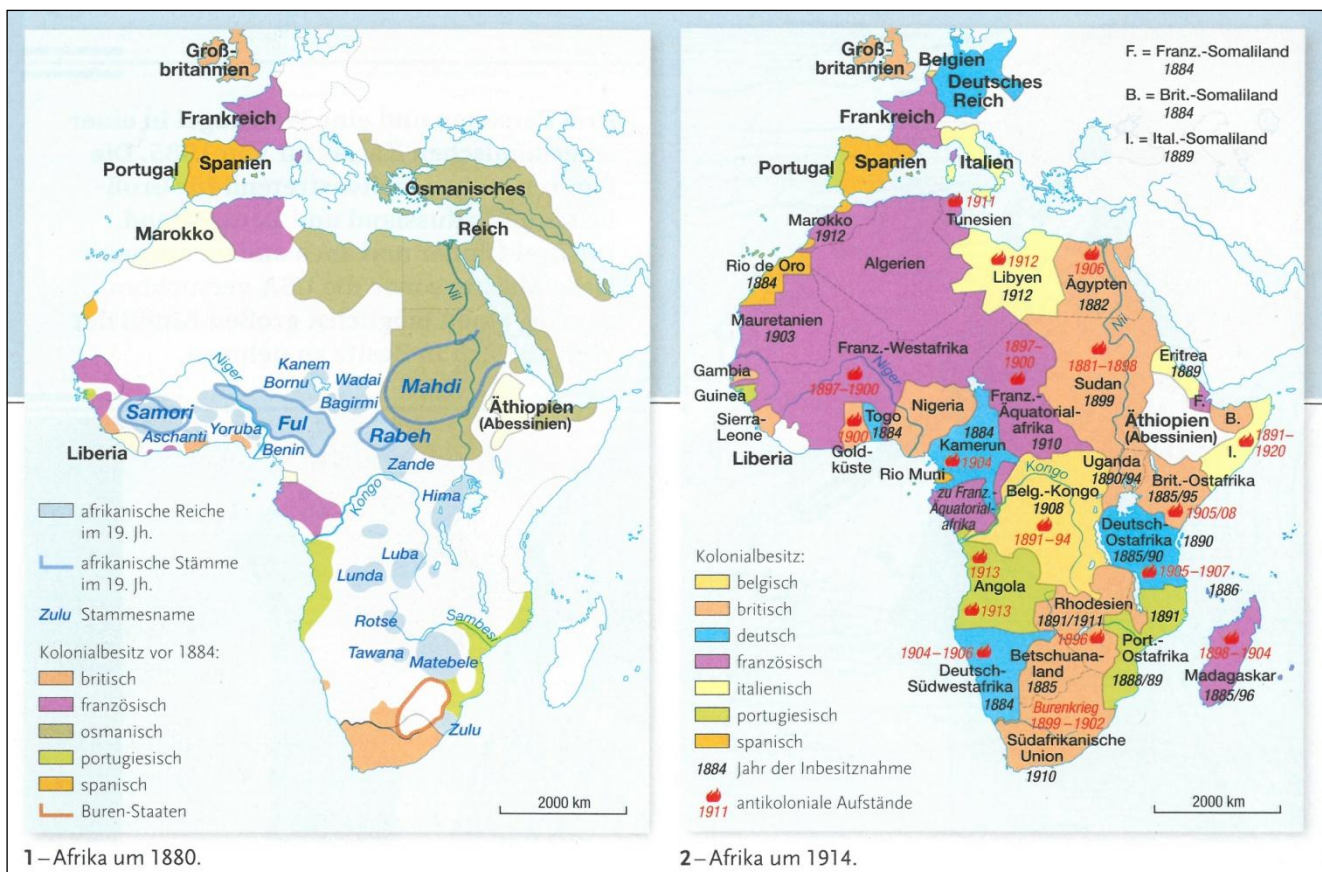 Groß-
britannien
Frankreich
Portugal
Spanien
Osmanisches
Reich
Marokko
Nil
Niger
Kanem
Bornu
Wadai
Bagirmi
Mahdi
Samori
Ful
Rabeh
Äthiopien
(Abessinien)
Aschanti
Yoruba
Benin
Liberia
Zande
Kongo
Hima
Luba
Lunda
Rotse
Sambesi
Tawana
Matebele
Zulu
afrikanische Reiche
im 19. Jh.
afrikanische Stämme
im 19. Jh.
Zulu Stammesname
Kolonialbesitz vor 1884:
britisch
französisch
osmanisch
portugiesisch
spanisch
Buren-Staaten
2000 km
1 – Afrika um 1880.
Groß-
britannien
Belgien
Deutsches
Reich
Frankreich
Portugal
Spanien
Italien
F. = Franz.-Somaliland
1884
B. = Brit.-Somaliland
1884
I. = Ital.-Somaliland
1889
1911
Tunesien
Marokko
1912
Algerien
1912
Libyen
1912
1906
Ägypten
1882
Rio de Oro
1884
Mauretanien
1903
Franz.-Westafrika
1897–
1900
Nil
1881–1898
Sudan
1899
Eritrea
1889
Gambia
Guinea
1897–1900
Niger
Sierra-
Leone
Liberia
1900
Gold-
küste
Togo
1884
Nigeria
Franz.-
Äquatorial-
afrika
1910
F.
B.
Äthiopien
(Abessinien)
I.
1891–
1920
1884
Kamerun
1904
Rio Muni
zu Franz.-
Äquatorial-
afrika
Kongo
Belg.-Kongo
1908
1891–94
Uganda
1890/94
Brit.-Ostafrika
1885/95
1905/08
Deutsch-
Ostafrika
1885/90
1890
1905–1907
1886
1913
Angola
1913
Rhodesien
1891/1911
1896
1891
Port.-
Ostafrika
1888/89
1898–1904
Madagaskar
1885/96
1904–1906
Deutsch-
Südwestafrika
1884
Betschuana-
land
1885
Burenkrieg
1899–1902
Südafrikanische
Union
1910
Kolonialbesitz:
belgisch
britisch
deutsch
französisch
italienisch
portugiesisch
spanisch
1884 Jahr der Inbesitznahme
1911 antikoloniale Aufstände
2000 km
2 – Afrika um 1914.